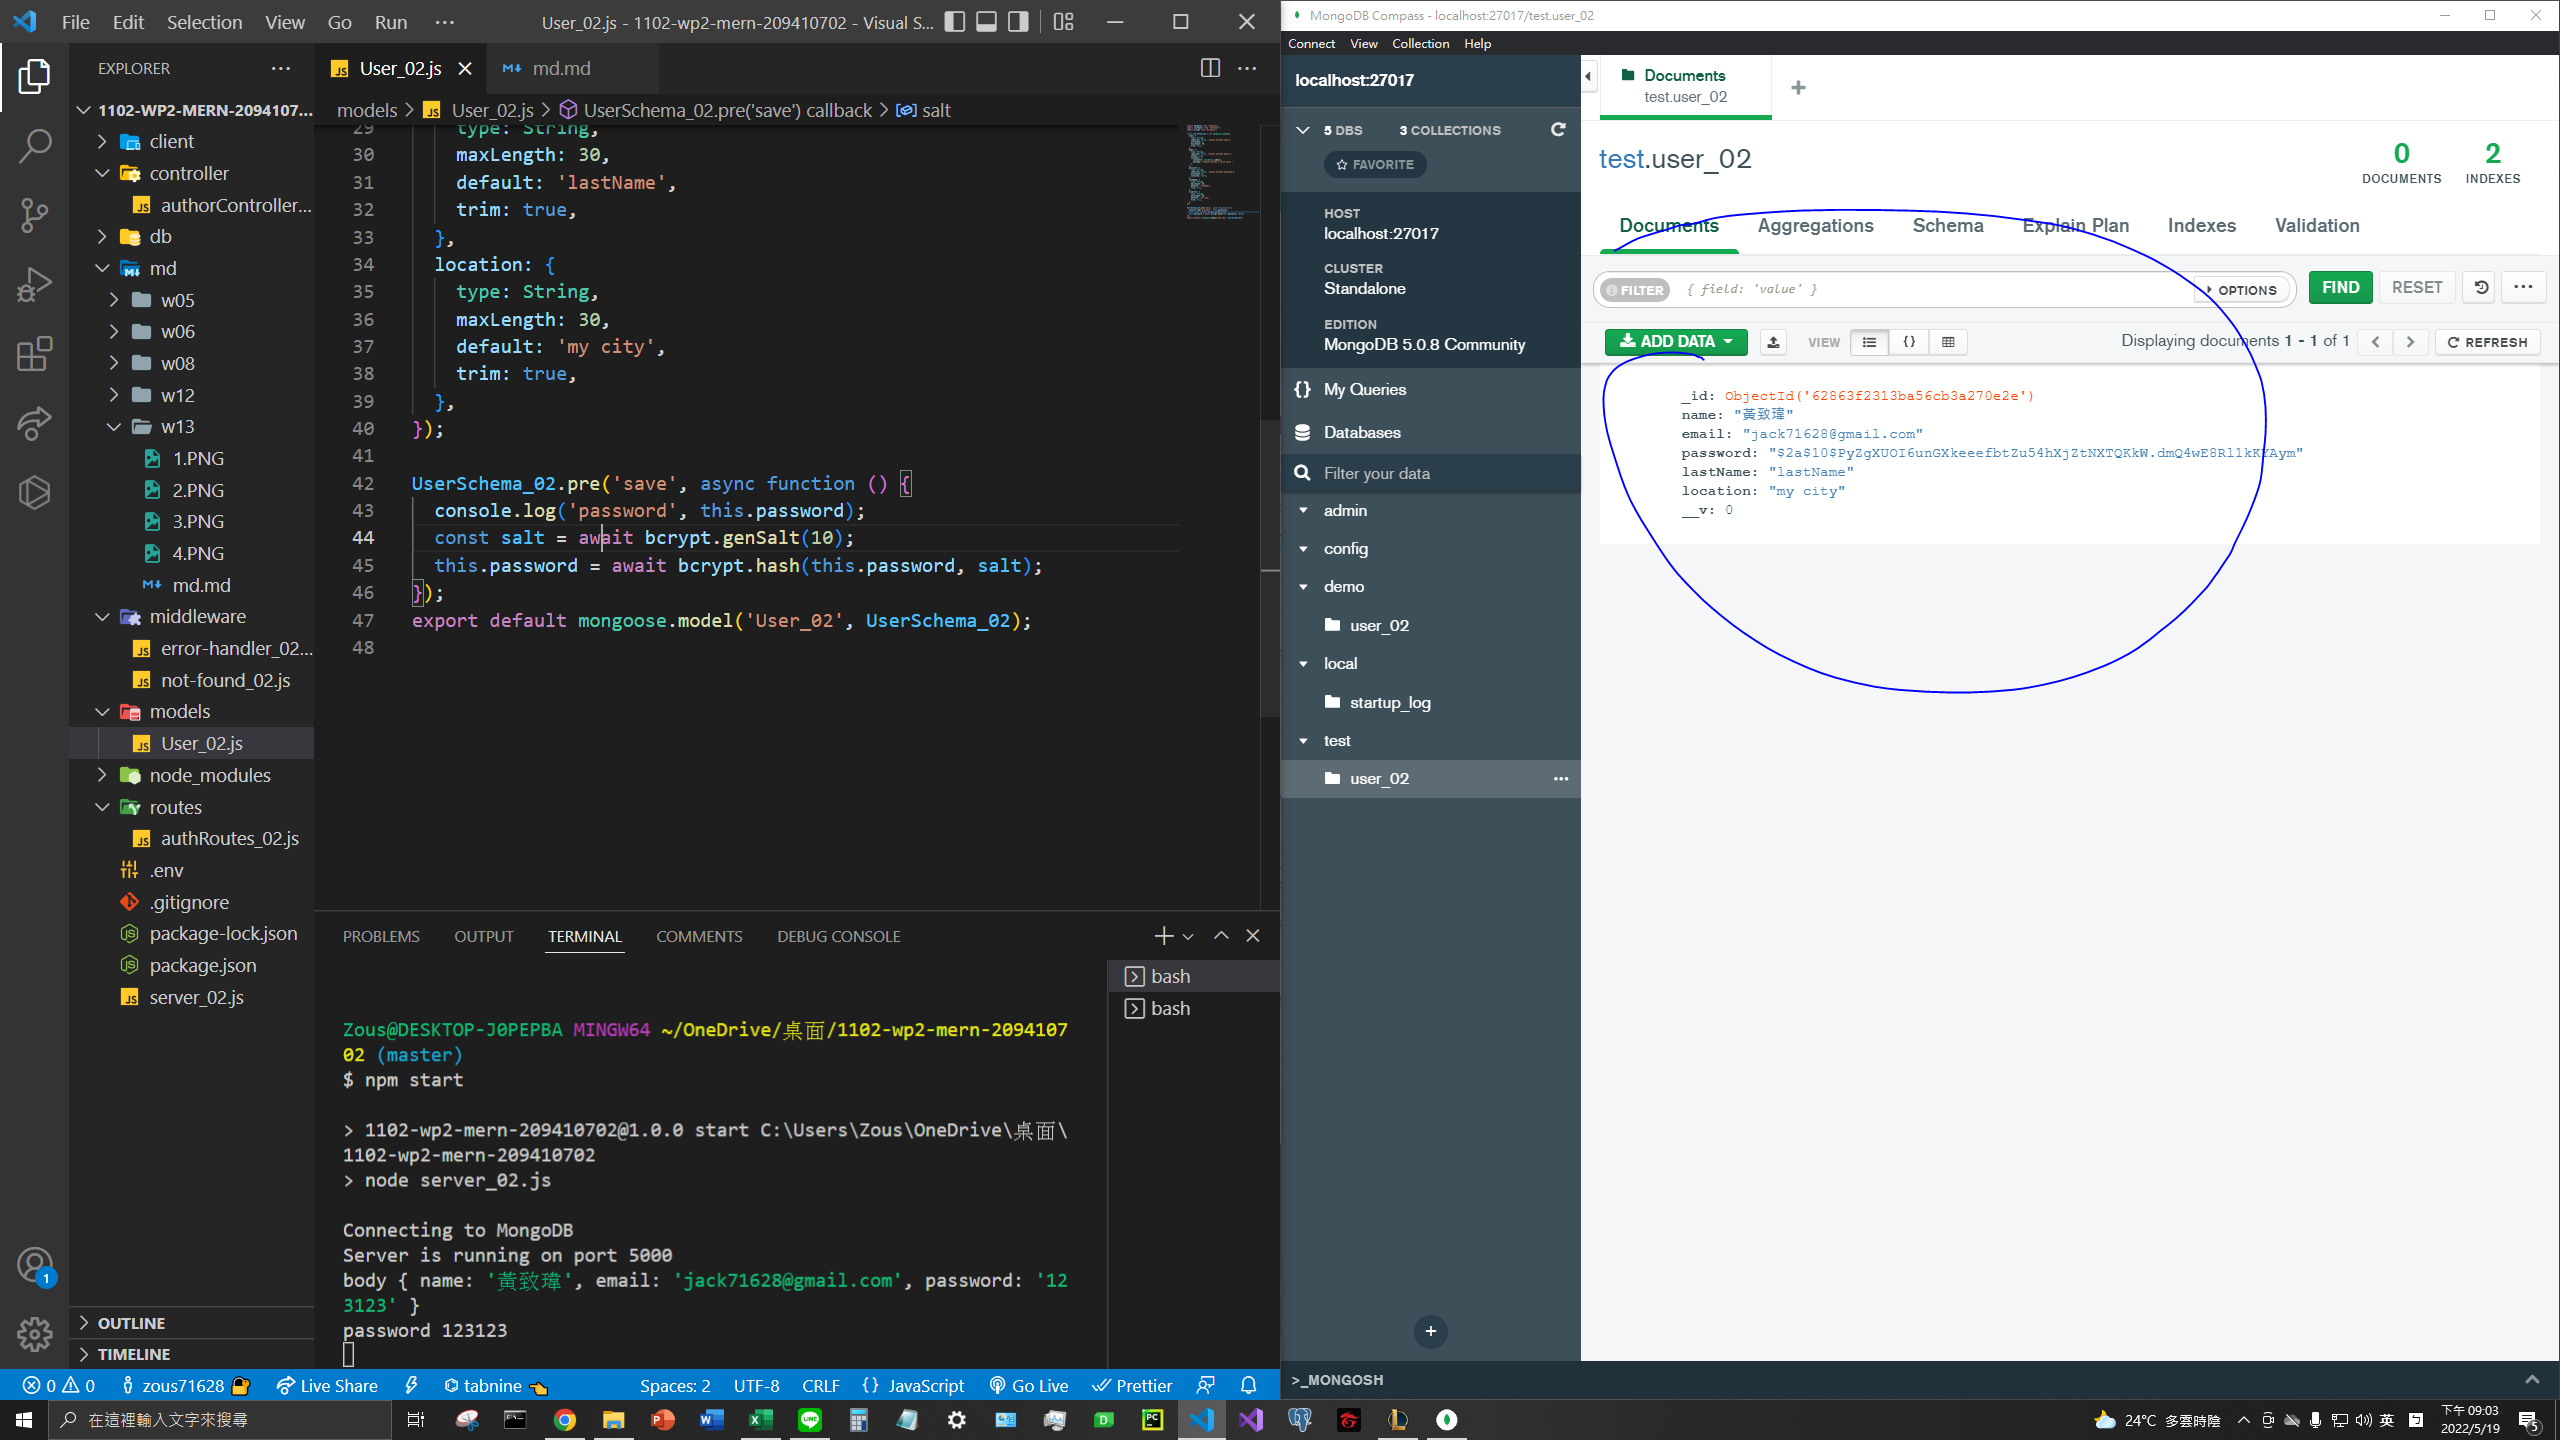 File Edit Selection View Go Run ··· User_02.js - 1102-wp2-mern-209410702 - Visual S...
EXPLORER
1102-WP2-MERN-2094107...
client
controller
authorController...
db
md
w05
w06
w08
w12
w13
1.PNG
2.PNG
3.PNG
4.PNG
md.md
middleware
error-handler_02...
not-found_02.js
models
User_02.js
node_modules
routes
authRoutes_02.js
.env
.gitignore
package-lock.json
package.json
server_02.js
OUTLINE
TIMELINE
1
User_02.js md.md
models > User_02.js > UserSchema_02.pre('save') callback > salt
29 type: String,
30 maxLength: 30,
31 default: 'lastName',
32 trim: true,
33 },
34 location: {
35 type: String,
36 maxLength: 30,
37 default: 'my city',
38 trim: true,
39 },
40 });
41
42 UserSchema_02.pre('save', async function () {
43 console.log('password', this.password);
44 const salt = await bcrypt.genSalt(10);
45 this.password = await bcrypt.hash(this.password, salt);
46 });
47 export default mongoose.model('User_02', UserSchema_02);
48
PROBLEMS OUTPUT TERMINAL COMMENTS DEBUG CONSOLE
bash
bash
Zous@DESKTOP-J0PEPBA MINGW64 ~/OneDrive/桌面/1102-wp2-mern-2094107
02 (master)
$ npm start
> 1102-wp2-mern-209410702@1.0.0 start C:\Users\Zous\OneDrive\桌面\
1102-wp2-mern-209410702
> node server_02.js
Connecting to MongoDB
Server is running on port 5000
body { name: '黃致瑋', email: 'jack71628@gmail.com', password: '12
3123' }
password 123123
0 0 zous71628 Live Share tabnine Spaces: 2 UTF-8 CRLF {} JavaScript Go Live Prettier
MongoDB Compass - localhost:27017/test.user_02
Connect View Collection Help
localhost:27017
5 DBS 3 COLLECTIONS
FAVORITE
HOST
localhost:27017
CLUSTER
Standalone
EDITION
MongoDB 5.0.8 Community
{} My Queries
Databases
Filter your data
admin
config
demo
user_02
local
startup_log
test
user_02 ···
+
Documents
test.user_02
+
test.user_02
0 DOCUMENTS
2 INDEXES
Documents Aggregations Schema Explain Plan Indexes Validation
FILTER { field: 'value' } OPTIONS FIND RESET ···
ADD DATA VIEW {} Displaying documents 1 - 1 of 1 < > REFRESH
_id: ObjectId('62863f2313ba56cb3a270e2e')
name: "黃致瑋"
email: "jack71628@gmail.com"
password: "$2a$10$PyZgXUOI6unGXkeeefbtZu54hXjZtNXTQKkW.dmQ4wE8Rl1kKYAym"
lastName: "lastName"
location: "my city"
__v: 0
>_MONGOSH
在這裡輸入文字來搜尋
24°C 多雲時陰 英
下午 09:03
2022/5/19
5